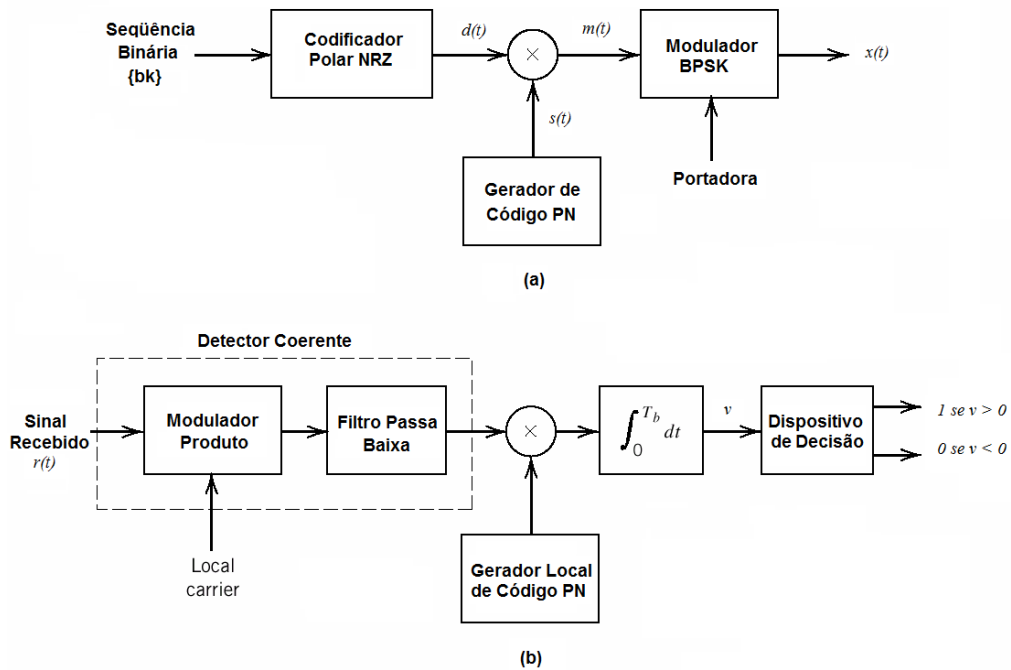 Seqüência
Binária
{bk}
Codificador
Polar NRZ
d(t)
×
m(t)
Modulador
BPSK
x(t)
s(t)
Gerador de
Código PN
Portadora
(a)
Detector Coerente
Sinal
Recebido
r(t)
Modulador
Produto
Filtro Passa
Baixa
×
∫₀^{T_b} dt
v
Dispositivo
de Decisão
1 se v > 0
0 se v < 0
Local
carrier
Gerador Local
de Código PN
(b)